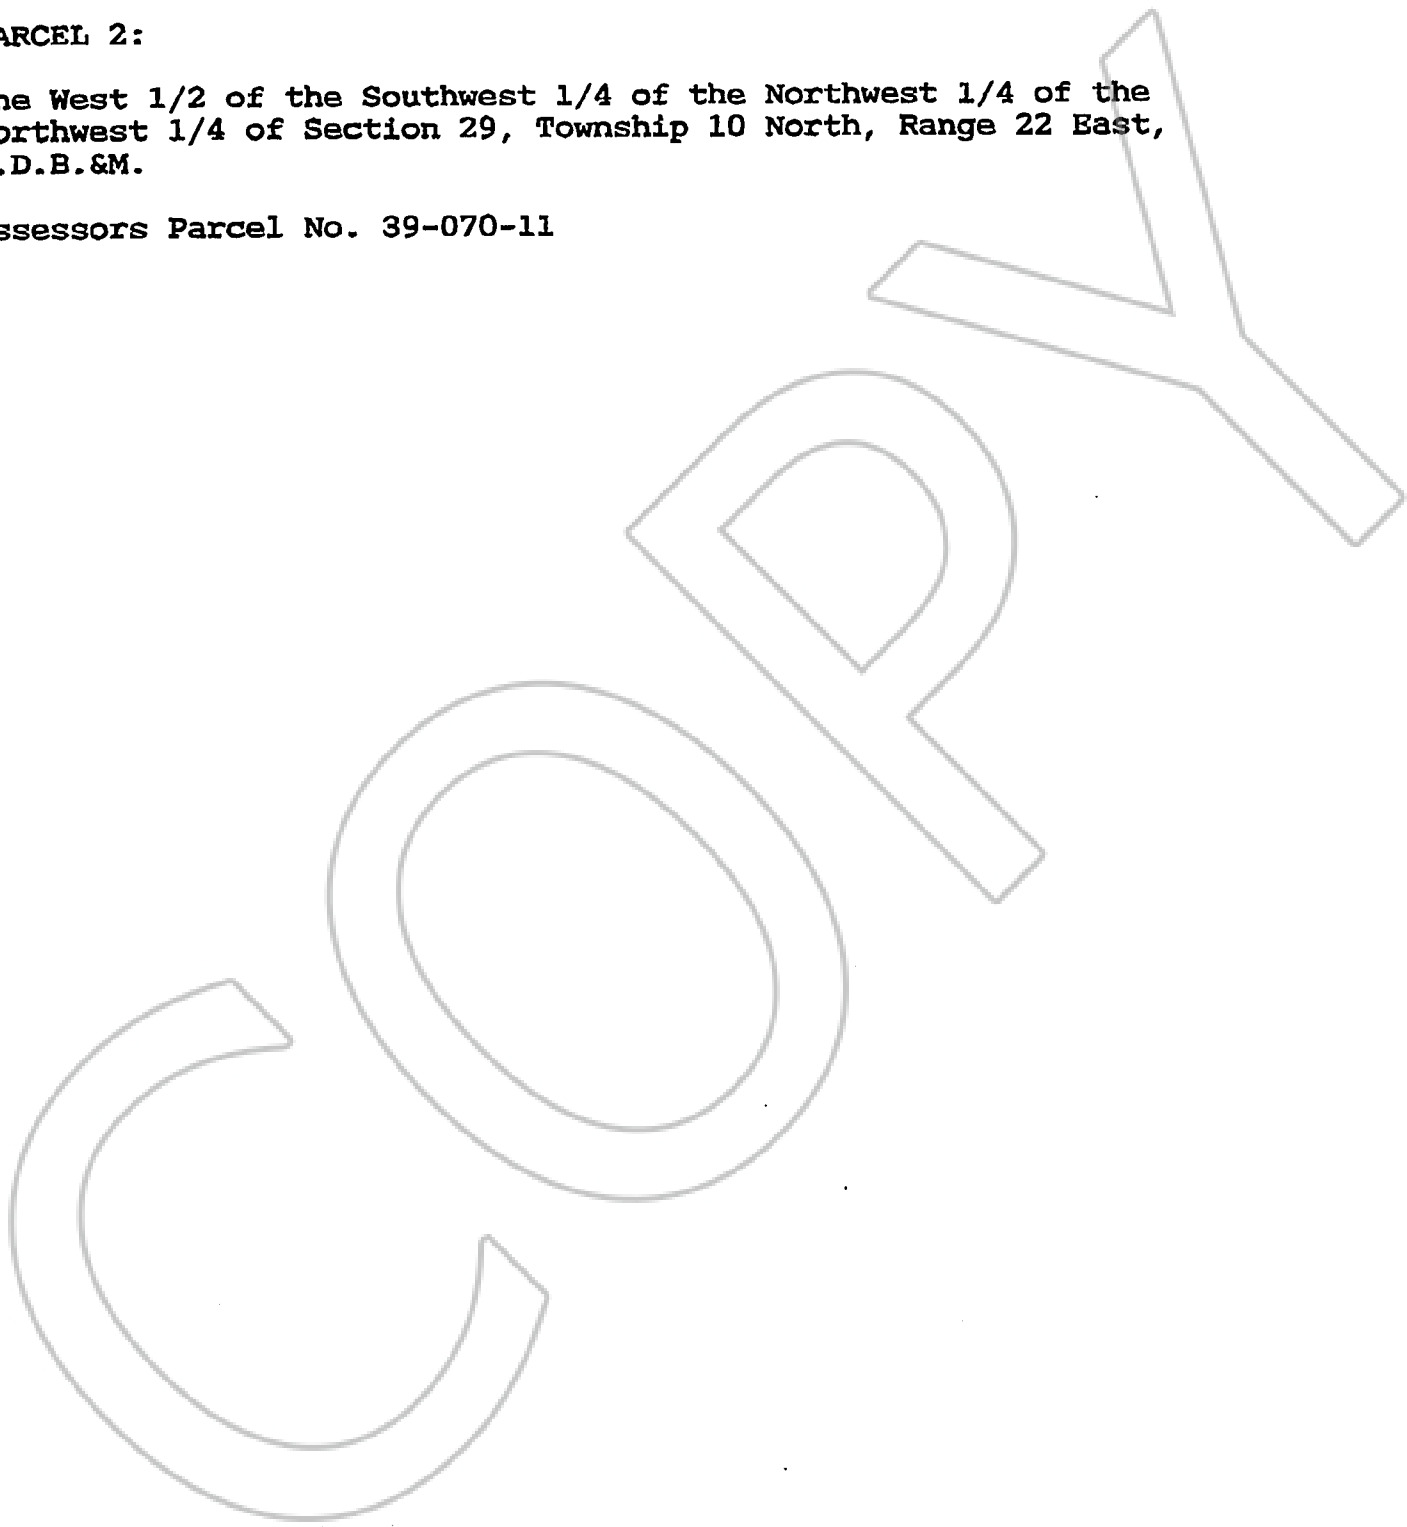 ARCEL 2:
he West 1/2 of the Southwest 1/4 of the Northwest 1/4 of the
orthwest 1/4 of Section 29, Township 10 North, Range 22 East,
.D.B.&M.
ssessors Parcel No. 39-070-11
COPY